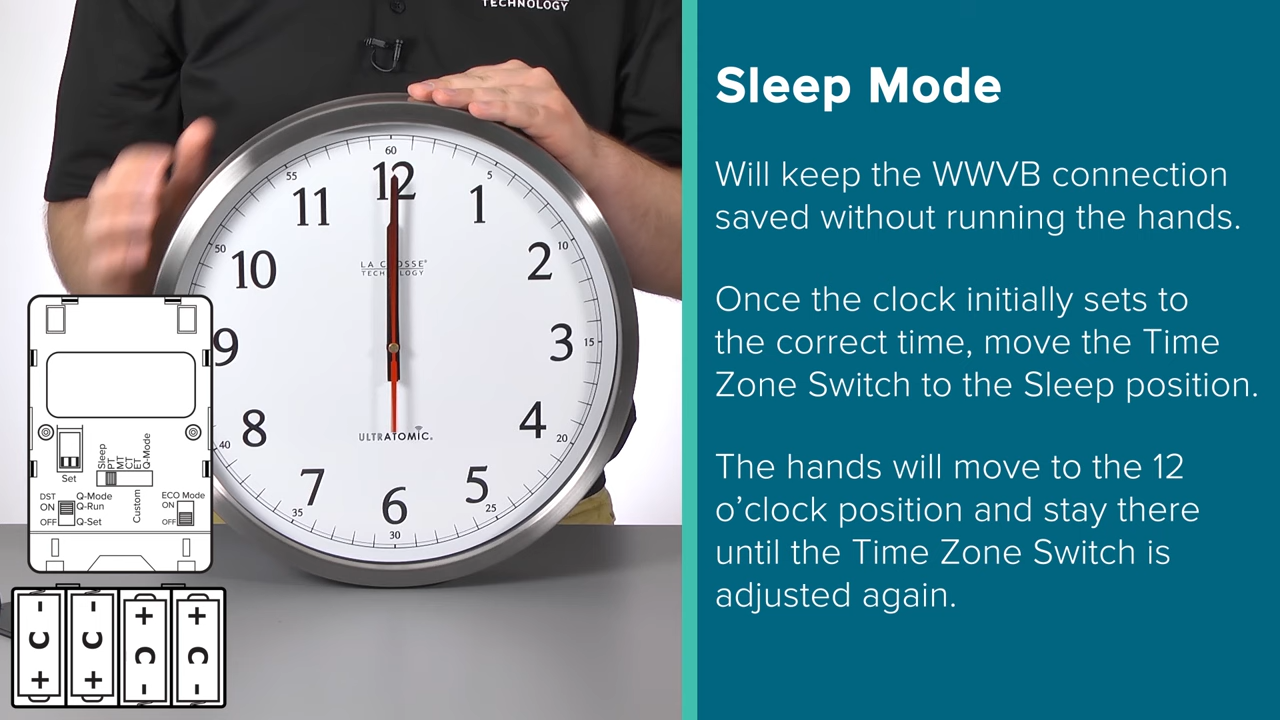 TECHNOLOGY
Sleep Mode
Will keep the WWVB connection
saved without running the hands.
Once the clock initially sets to
the correct time, move the Time
Zone Switch to the Sleep position.
The hands will move to the 12
o’clock position and stay there
until the Time Zone Switch is
adjusted again.
60
55
5
12
11
1
50
10
10
2
LA CROSSE
TECHNOLOGY
9
3
15
8
4
40
20
ULTRATOMIC
7
5
35
25
6
30
Sleep
PT
MT
CT
ET
Q-Mode
Set
Custom
DST
ON
OFF
Q-Mode
Q-Run
Q-Set
ECO Mode
ON
OFF
- C +
- C +
+ C -
+ C -